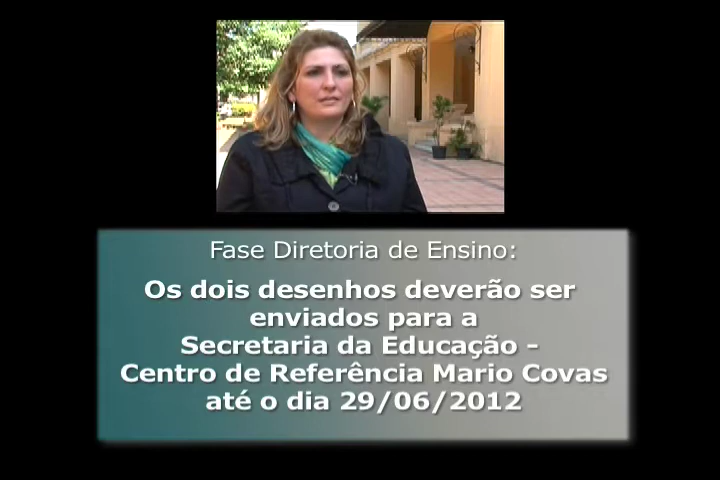 Fase Diretoria de Ensino:
Os dois desenhos deverão ser
enviados para a
Secretaria da Educação -
Centro de Referência Mario Covas
até o dia 29/06/2012